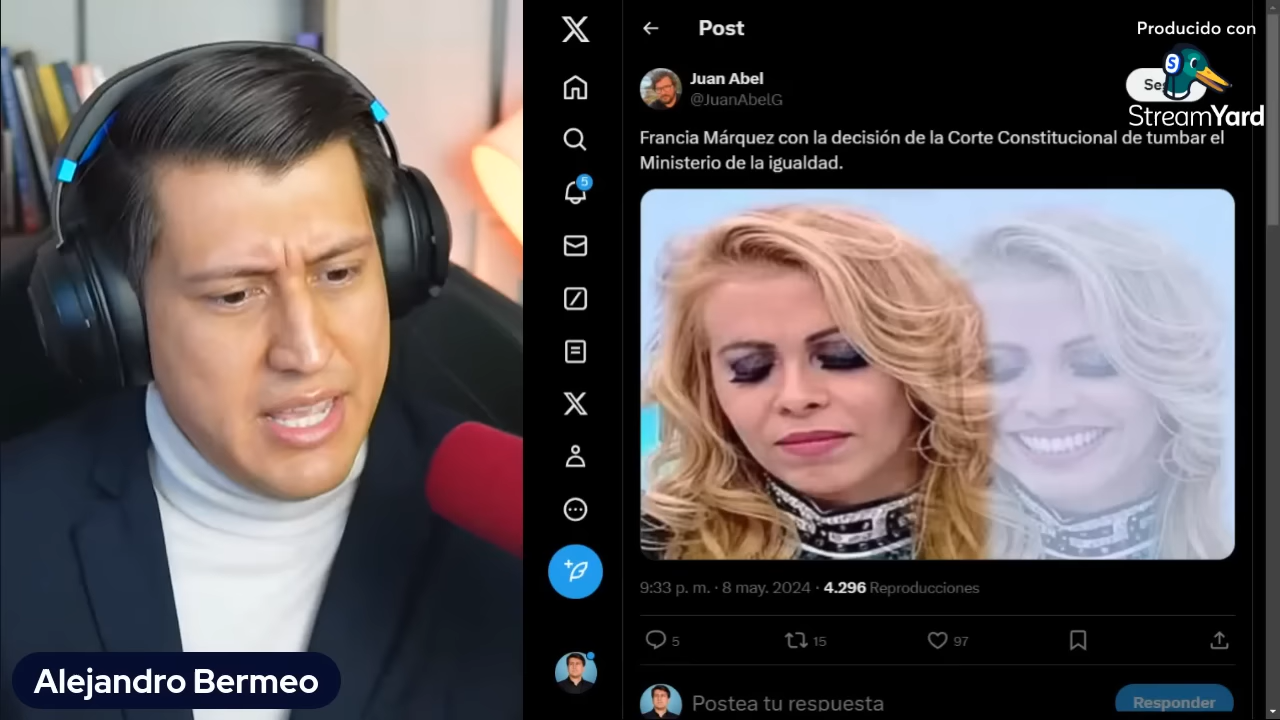 Post
Producido con
StreamYard
Juan Abel
@JuanAbelG
Francia Márquez con la decisión de la Corte Constitucional de tumbar el
Ministerio de la igualdad.
5
9:33 p. m. · 8 may. 2024 · 4.296 Reproducciones
5 15 97
Alejandro Bermeo
Postea tu respuesta
Responder